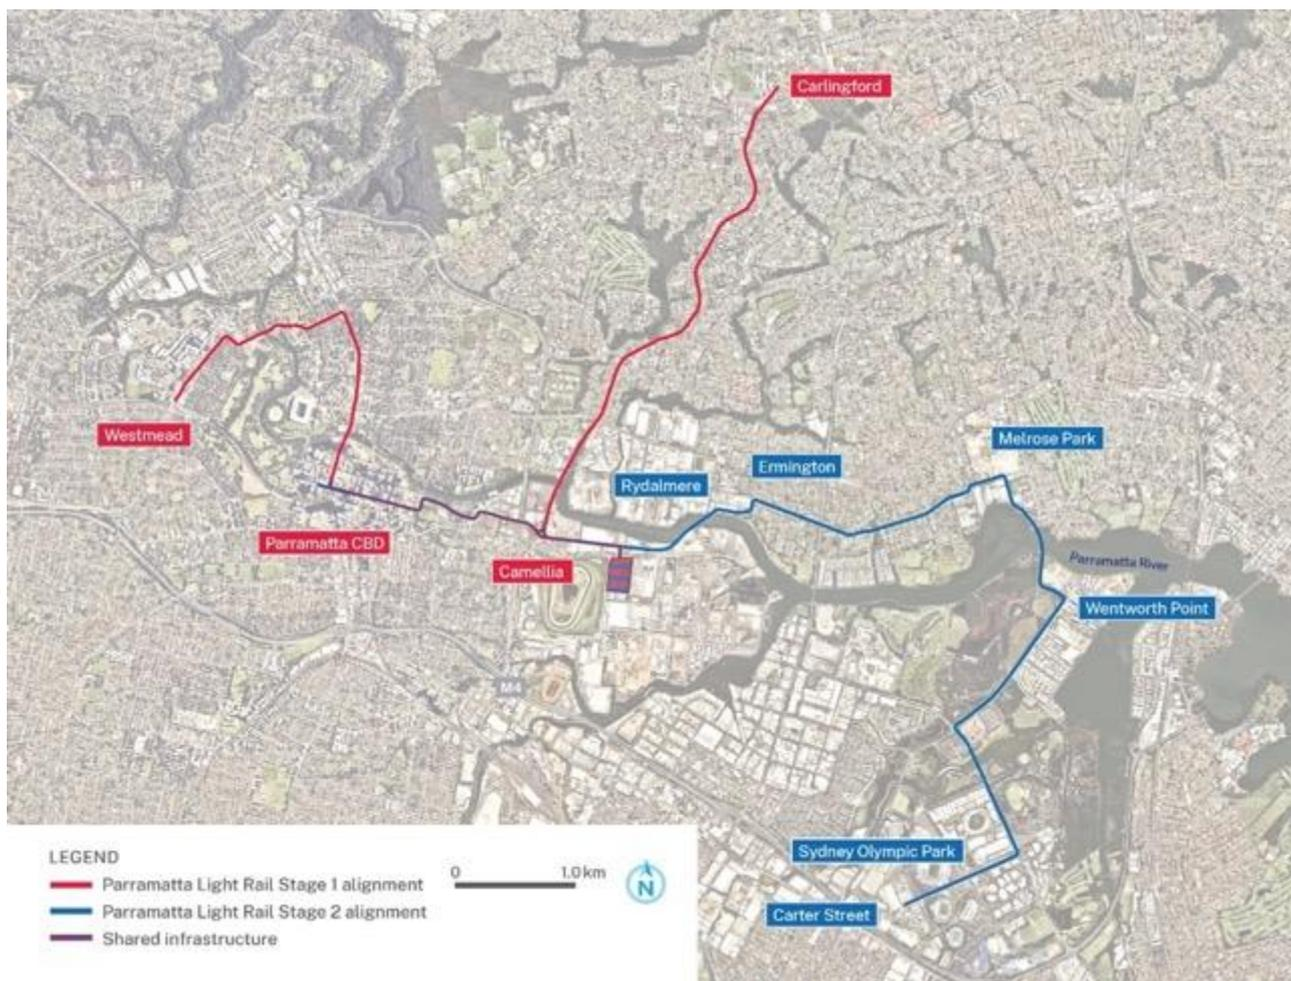 Carlingford
Westmead
Melrose Park
Ermington
Rydalmere
Parramatta CBD
Camellia
Parramatta River
Wentworth Point
M4
Sydney Olympic Park
Carter Street
LEGEND
Parramatta Light Rail Stage 1 alignment
Parramatta Light Rail Stage 2 alignment
Shared infrastructure
0 1.0 km
N